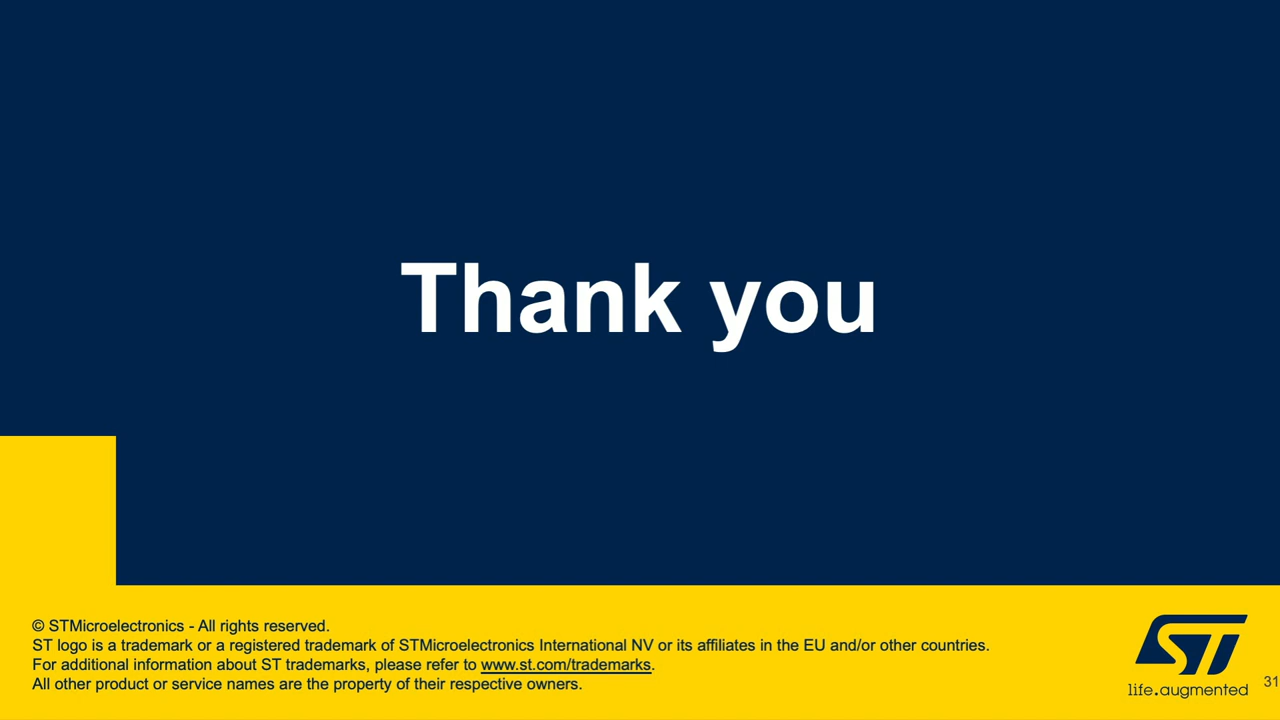 Thank you
© STMicroelectronics - All rights reserved.
ST logo is a trademark or a registered trademark of STMicroelectronics International NV or its affiliates in the EU and/or other countries.
For additional information about ST trademarks, please refer to www.st.com/trademarks.
All other product or service names are the property of their respective owners.
ST
life.augmented
31